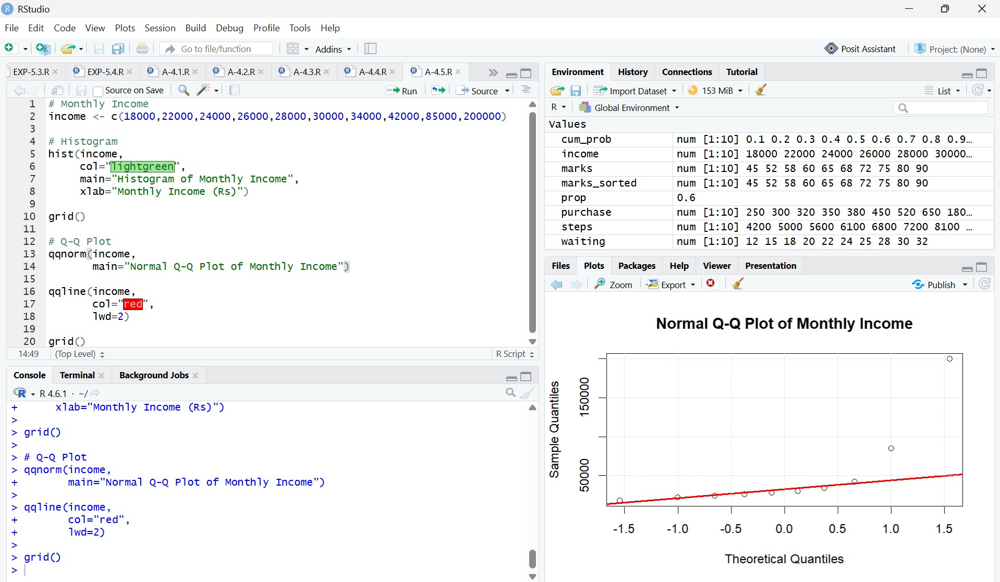 RStudio
File Edit Code View Plots Session Build Debug Profile Tools Help
Go to file/function Addins Posit Assistant Project: (None)
EXP-5.3.R EXP-5.4.R A-4.1.R A-4.2.R A-4.3.R A-4.4.R A-4.5.R
Source on Save Run Source
1 # Monthly Income
2 income <- c(18000,22000,24000,26000,28000,30000,34000,42000,85000,200000)
3
4 # Histogram
5 hist(income,
6 col="lightgreen",
7 main="Histogram of Monthly Income",
8 xlab="Monthly Income (Rs)")
9
10 grid()
11
12 # Q-Q Plot
13 qqnorm(income,
14 main="Normal Q-Q Plot of Monthly Income")
15
16 qqline(income,
17 col="red",
18 lwd=2)
19
20 grid()
14:49 (Top Level) R Script
Console Terminal Background Jobs
R R 4.6.1 · ~/
+ xlab="Monthly Income (Rs)")
>
> grid()
>
> # Q-Q Plot
> qqnorm(income,
+ main="Normal Q-Q Plot of Monthly Income")
>
> qqline(income,
+ col="red",
+ lwd=2)
>
> grid()
>
Environment History Connections Tutorial
Import Dataset 153 MiB List
R Global Environment
Values
cum_prob num [1:10] 0.1 0.2 0.3 0.4 0.5 0.6 0.7 0.8 0.9…
income num [1:10] 18000 22000 24000 26000 28000 30000…
marks num [1:10] 45 52 58 60 65 68 72 75 80 90
marks_sorted num [1:10] 45 52 58 60 65 68 72 75 80 90
prop 0.6
purchase num [1:10] 250 300 320 350 380 450 520 650 180…
steps num [1:10] 4200 5000 5600 6100 6800 7200 8100 …
waiting num [1:10] 12 15 18 20 22 24 25 28 30 32
Files Plots Packages Help Viewer Presentation
Zoom Export Publish
Normal Q-Q Plot of Monthly Income
Sample Quantiles
150000
50000
-1.5 -1.0 -0.5 0.0 0.5 1.0 1.5
Theoretical Quantiles